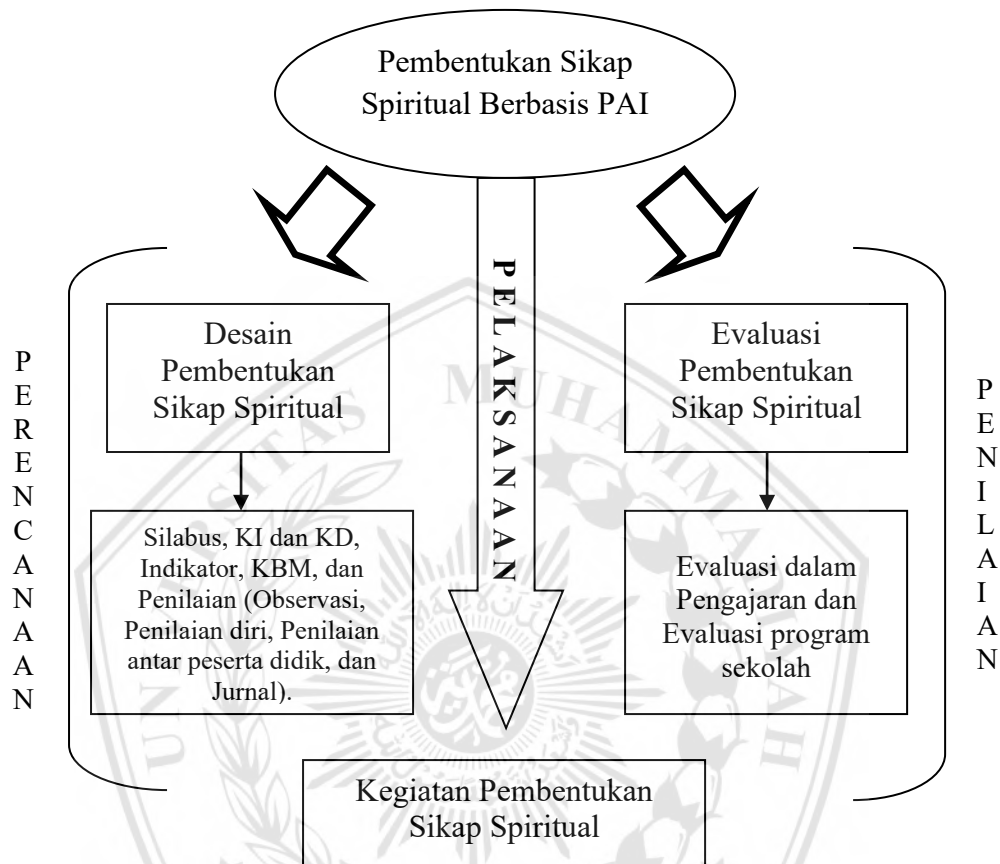 Pembentukan Sikap
Spiritual Berbasis PAI
PELAKSANAAN
PERENCANAAN
Desain
Pembentukan
Sikap Spiritual
Silabus, KI dan KD,
Indikator, KBM, dan
Penilaian (Observasi,
Penilaian diri, Penilaian
antar peserta didik, dan
Jurnal).
Evaluasi
Pembentukan
Sikap Spiritual
Evaluasi dalam
Pengajaran dan
Evaluasi program
sekolah
PENILAIAN
Kegiatan Pembentukan
Sikap Spiritual
UNIVERSITAS MUHAMMADIYAH